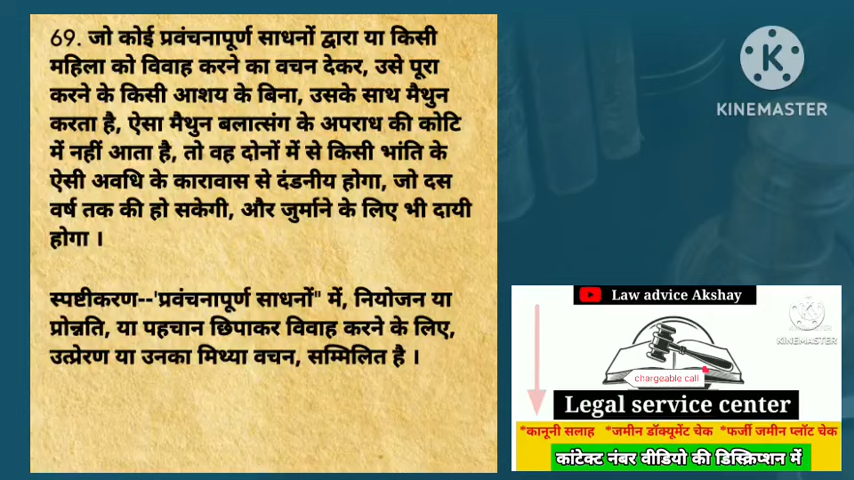 69. जो कोई प्रवंचनापूर्ण साधनों द्वारा या किसी
महिला को विवाह करने का वचन देकर, उसे पूरा
करने के किसी आशय के बिना, उसके साथ मैथुन
करता है, ऐसा मैथुन बलात्संग के अपराध की कोटि
में नहीं आता है, तो वह दोनों में से किसी भांति के
ऐसी अवधि के कारावास से दंडनीय होगा, जो दस
वर्ष तक की हो सकेगी, और जुर्माने के लिए भी दायी
होगा ।
स्पष्टीकरण--'प्रवंचनापूर्ण साधनों" में, नियोजन या
प्रोन्नति, या पहचान छिपाकर विवाह करने के लिए,
उत्प्रेरण या उनका मिथ्या वचन, सम्मिलित है ।
K
KINEMASTER
Law advice Akshay
KINEMASTER
chargeable call
Legal service center
*कानूनी सलाह *जमीन डॉक्यूमेंट चेक *फर्जी जमीन प्लॉट चेक
कांटेक्ट नंबर वीडियो की डिस्क्रिप्शन में